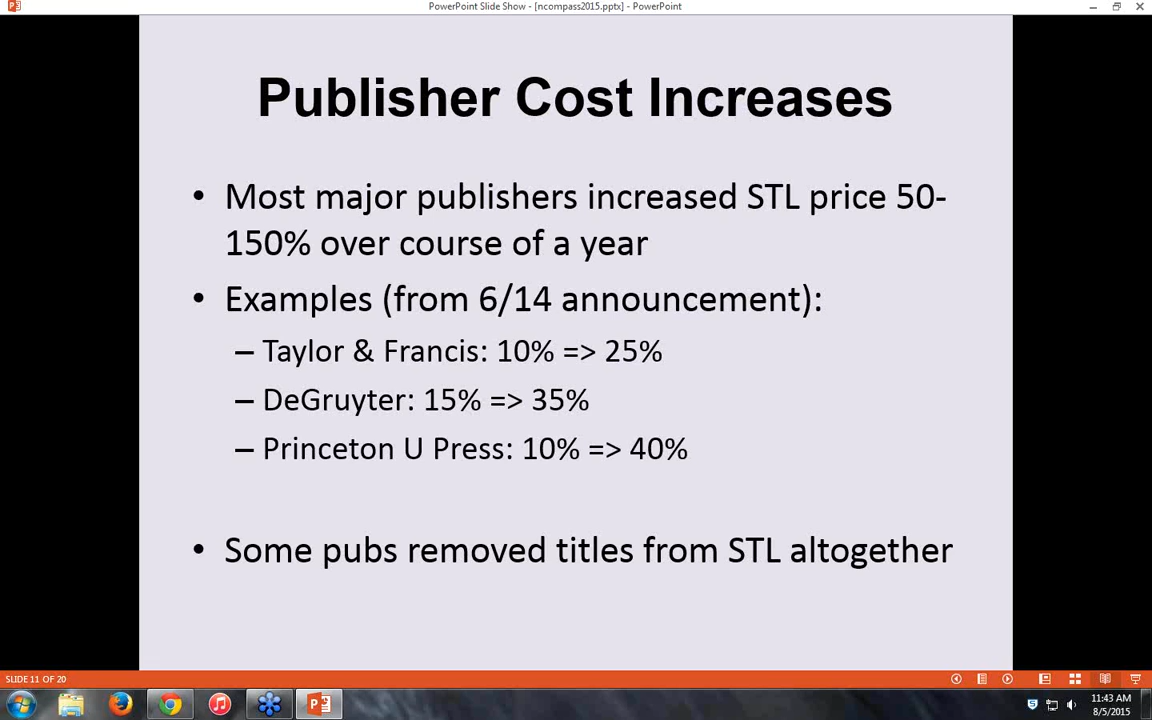 PowerPoint Slide Show - [ncompass2015.pptx] - PowerPoint
Publisher Cost Increases
• Most major publishers increased STL price 50-
150% over course of a year
• Examples (from 6/14 announcement):
– Taylor & Francis: 10% => 25%
– DeGruyter: 15% => 35%
– Princeton U Press: 10% => 40%
• Some pubs removed titles from STL altogether
SLIDE 11 OF 20
11:43 AM
8/5/2015